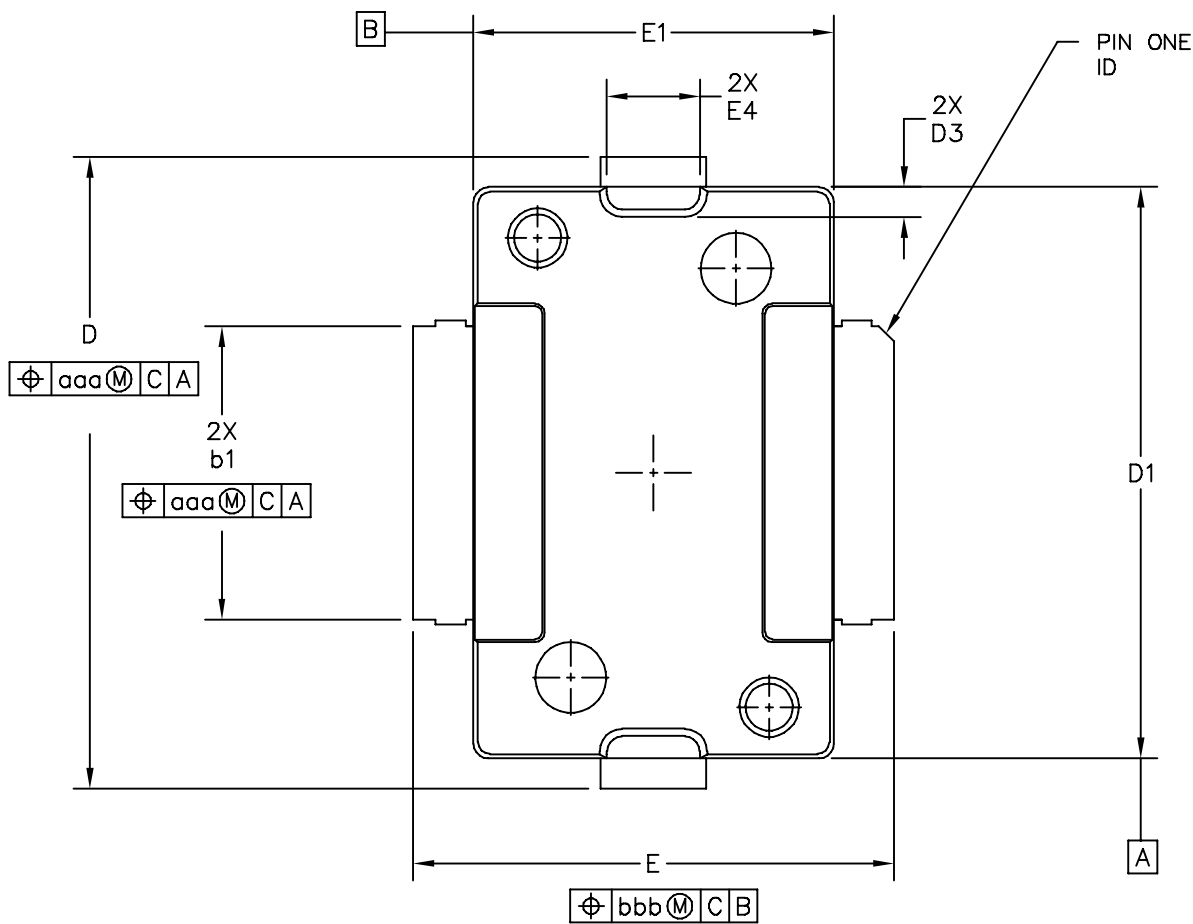 B
E1
PIN ONE
ID
2X
E4
2X
D3
D
⌖ aaa Ⓜ C A
2X
b1
⌖ aaa Ⓜ C A
D1
E
⌖ bbb Ⓜ C B
A